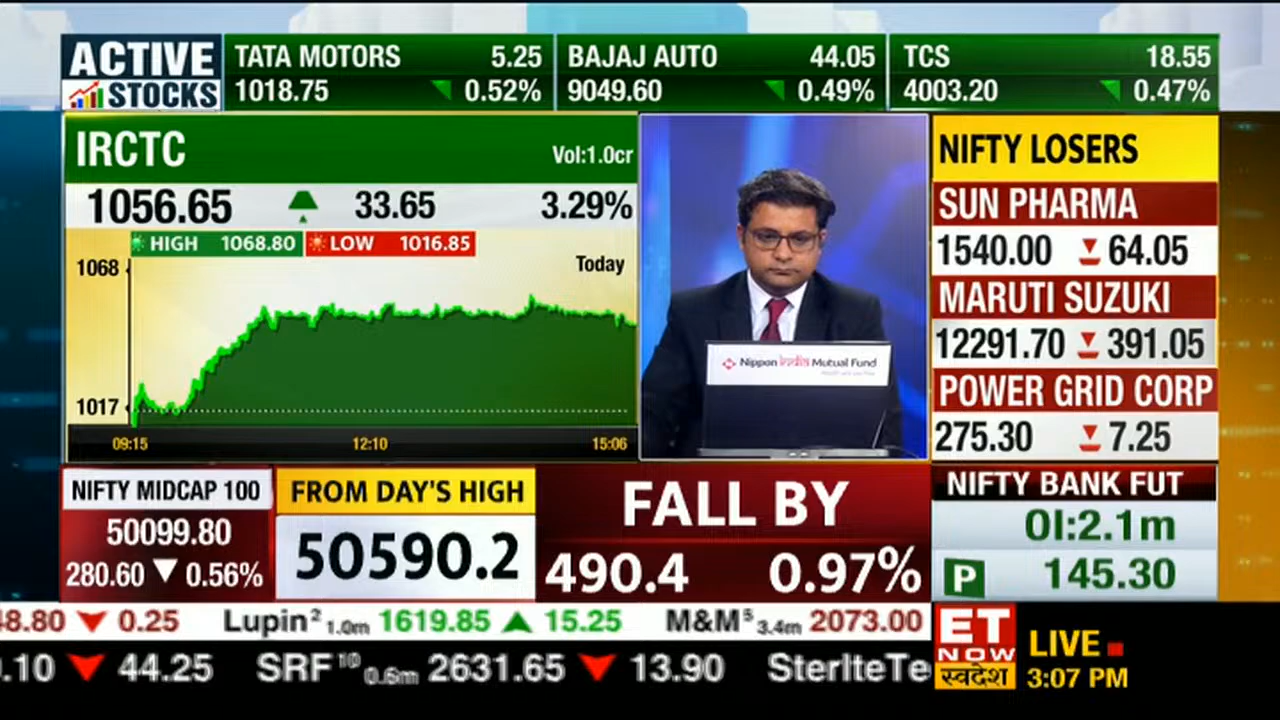 ACTIVE
STOCKS
TATA MOTORS 5.25
1018.75 0.52%
BAJAJ AUTO 44.05
9049.60 0.49%
TCS 18.55
4003.20 0.47%
IRCTC Vol:1.0cr
1056.65 33.65 3.29%
HIGH 1068.80 LOW 1016.85
1068 Today
1017
09:15 12:10 15:06
Nippon india Mutual Fund
NIFTY LOSERS
SUN PHARMA
1540.00 64.05
MARUTI SUZUKI
12291.70 391.05
POWER GRID CORP
275.30 7.25
NIFTY MIDCAP 100
50099.80
280.60 0.56%
FROM DAY'S HIGH
50590.2
FALL BY
490.4 0.97%
NIFTY BANK FUT
OI:2.1m
P 145.30
48.80 0.25 Lupin² 1.0m 1619.85 15.25 M&M⁵ 3.4m 2073.00
.10 44.25 SRF¹⁰ 0.6m 2631.65 13.90 SterlteTe
ET
NOW
स्वदेश
LIVE
3:07 PM